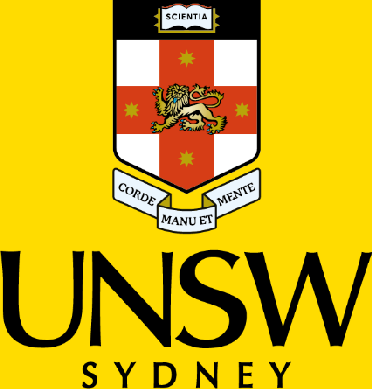 SCIENTIA
CORDE MANU ET MENTE
UNSW
SYDNEY